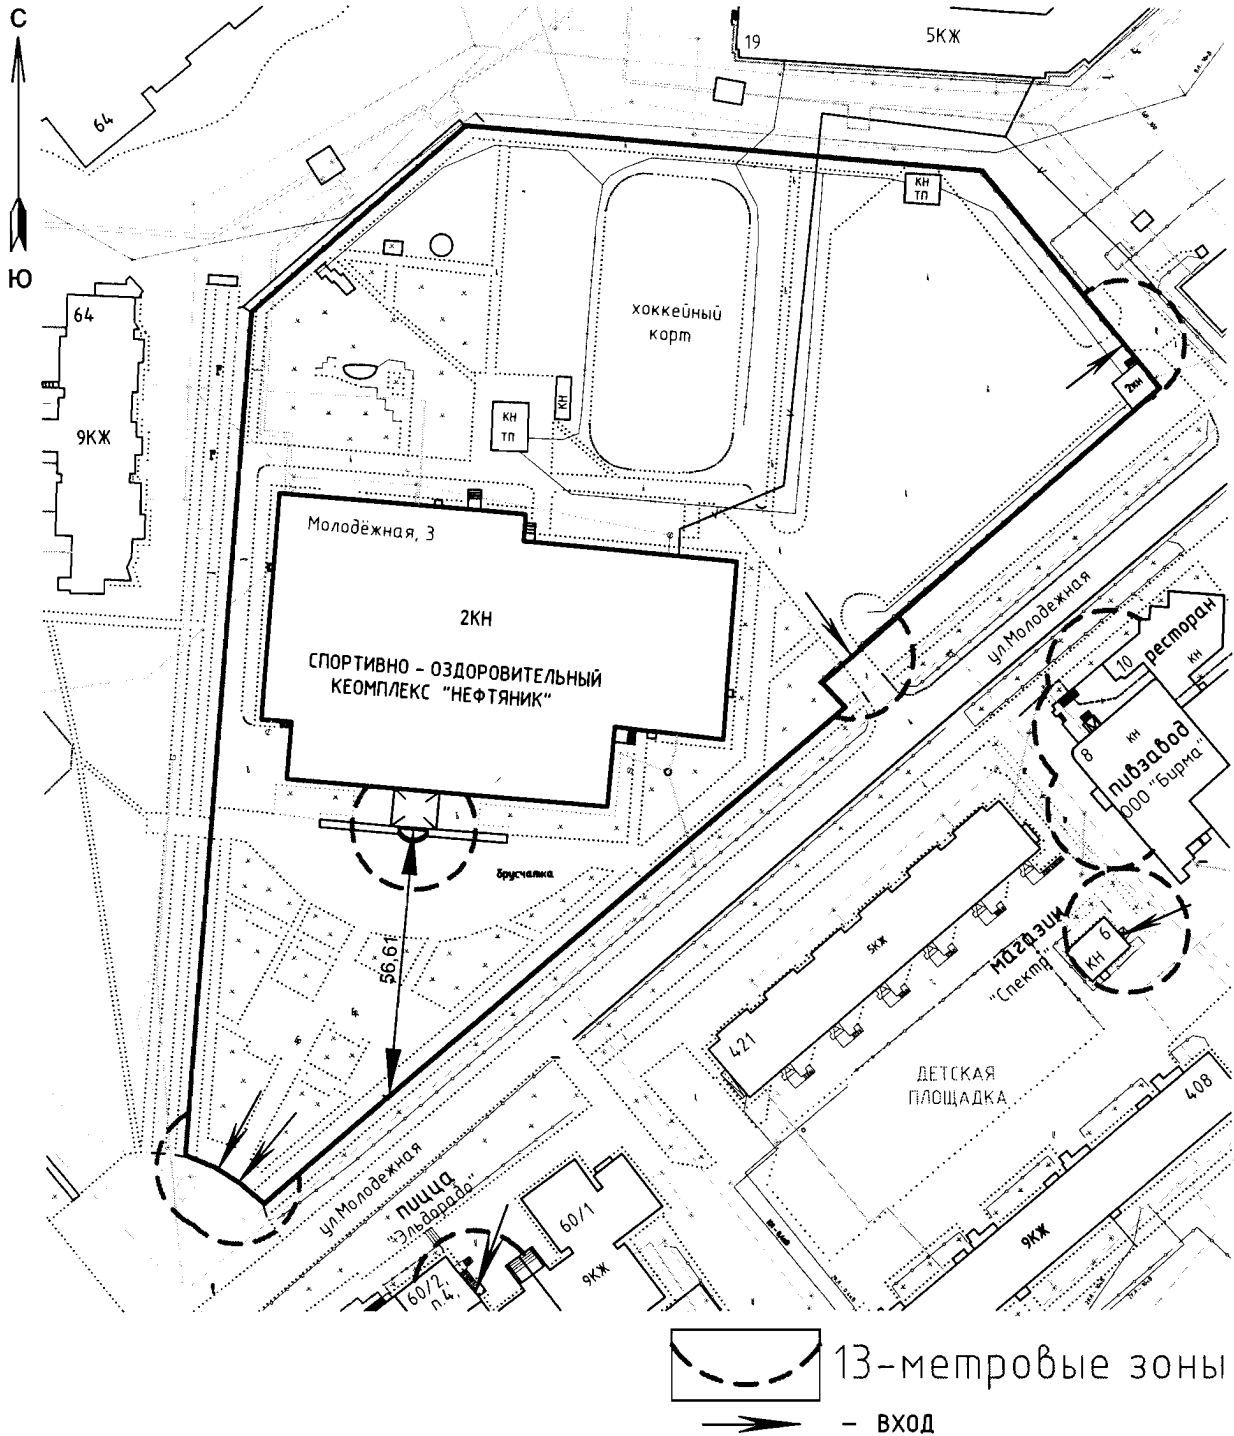 С
Ю
64
19
5КЖ
КН
ТП
хоккейный
корт
64
9КЖ
КН
ТП
КН
2КН
Молодёжная, 3
2КН
СПОРТИВНО - ОЗДОРОВИТЕЛЬНЫЙ
КЕОМПЛЕКС "НЕФТЯНИК"
ул.Молодежная
10
ресторан
КН
8
КН
пивзавод
ООО "Бирма"
брусчатка
56,61
5КЖ
421
магазин
"Спектр"
6
КН
ДЕТСКАЯ
ПЛОЩАДКА
408
9КЖ
ул.Молодежная
пицца
"Эльдорадо"
60/1
9КЖ
60/2,
п.4,
13-метровые зоны
- ВХОД